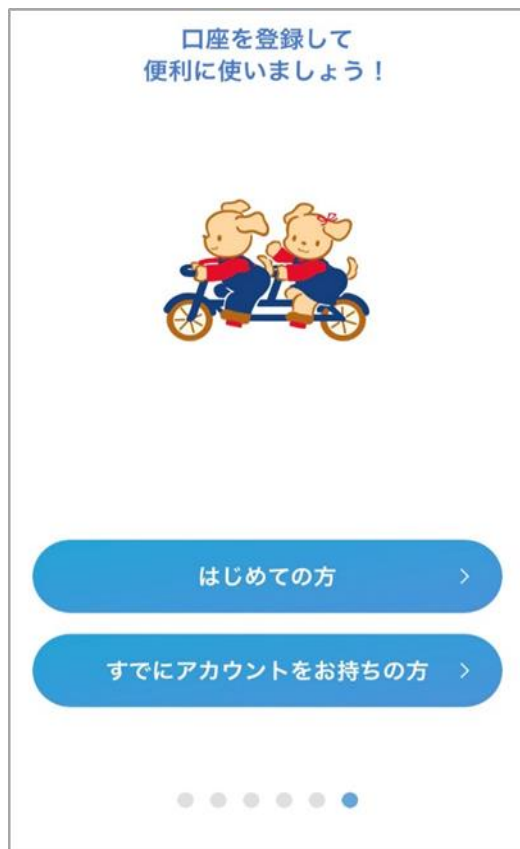 口座を登録して
便利に使いましょう！
はじめての方
すでにアカウントをお持ちの方